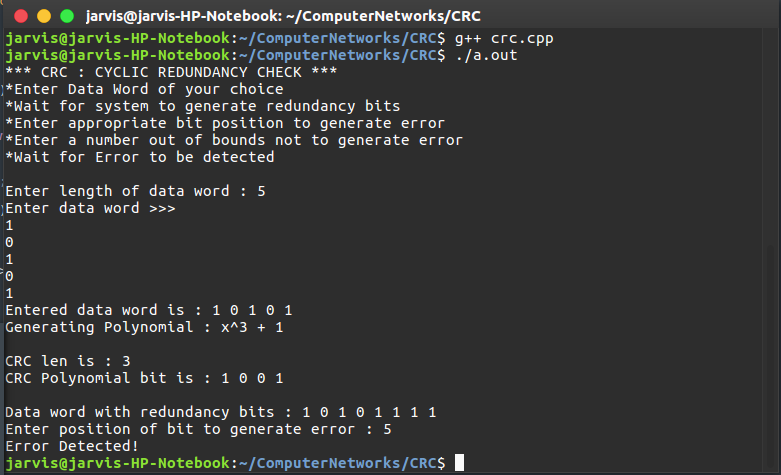 jarvis@jarvis-HP-Notebook: ~/ComputerNetworks/CRC
jarvis@jarvis-HP-Notebook:~/ComputerNetworks/CRC$ g++ crc.cpp
jarvis@jarvis-HP-Notebook:~/ComputerNetworks/CRC$ ./a.out
*** CRC : CYCLIC REDUNDANCY CHECK ***
*Enter Data Word of your choice
*Wait for system to generate redundancy bits
*Enter appropriate bit position to generate error
*Enter a number out of bounds not to generate error
*Wait for Error to be detected
Enter length of data word : 5
Enter data word >>>
1
0
1
0
1
Entered data word is : 1 0 1 0 1
Generating Polynomial : x^3 + 1
CRC len is : 3
CRC Polynomial bit is : 1 0 0 1
Data word with redundancy bits : 1 0 1 0 1 1 1 1
Enter position of bit to generate error : 5
Error Detected!
jarvis@jarvis-HP-Notebook:~/ComputerNetworks/CRC$